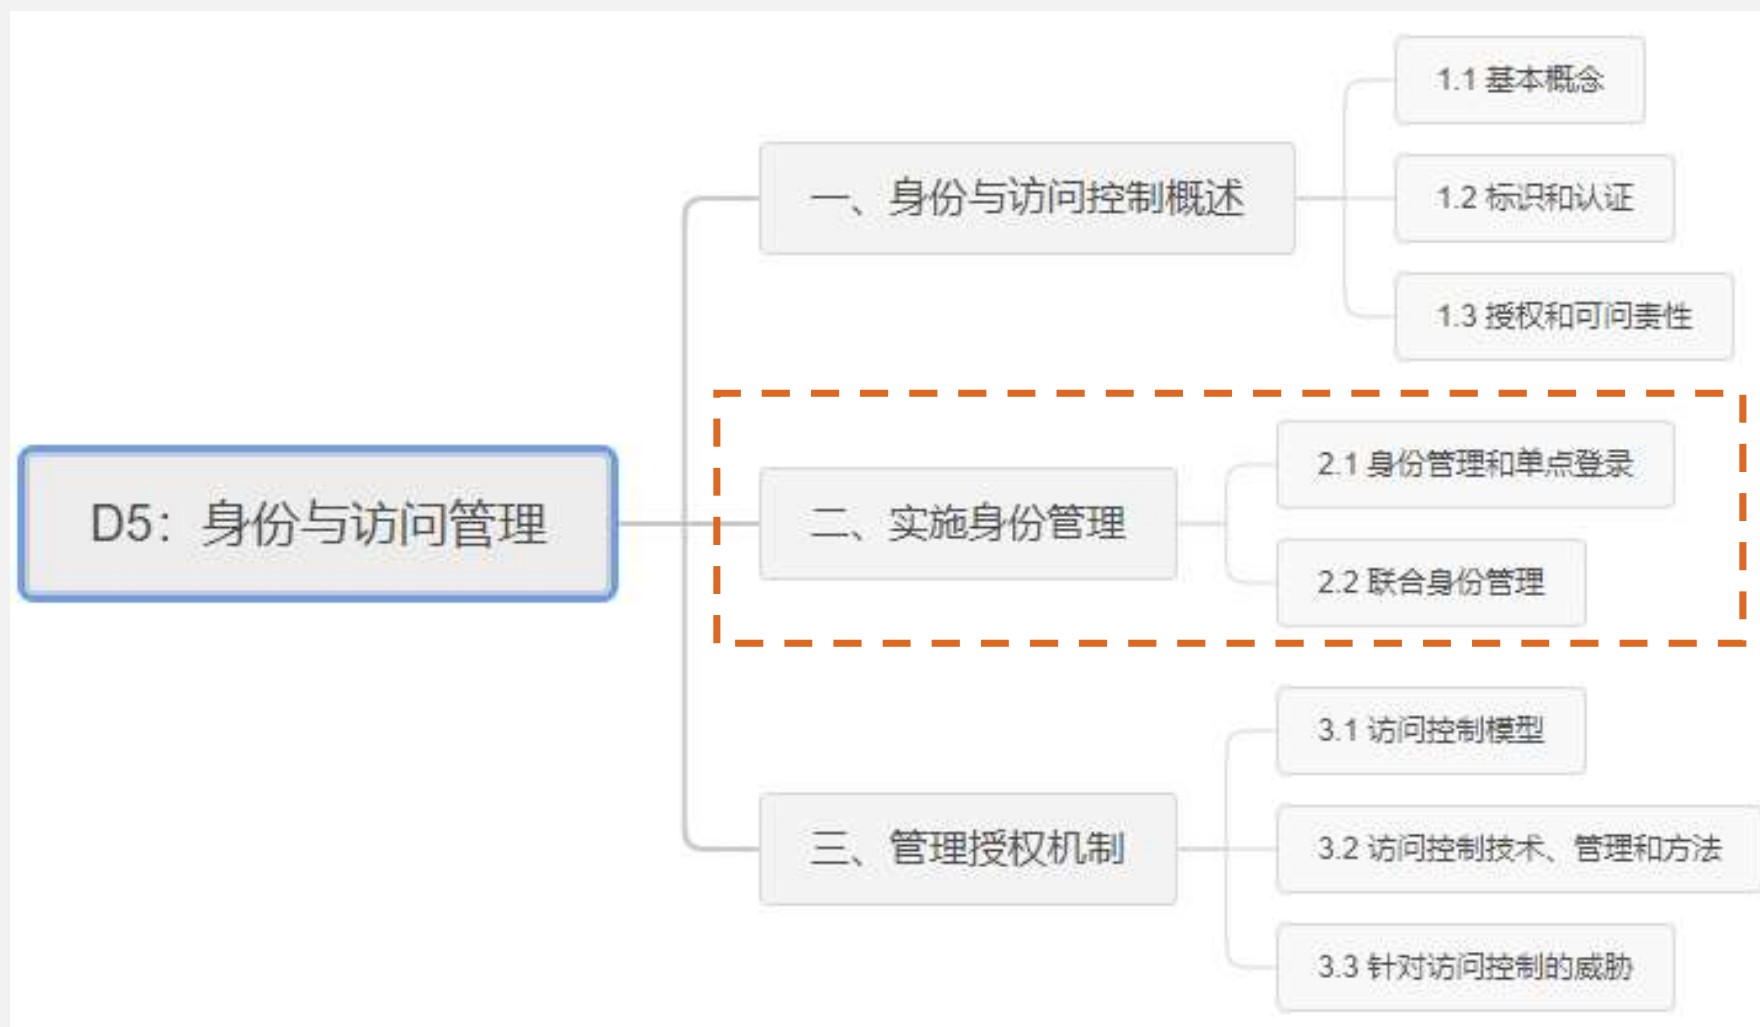 D5：身份与访问管理
一、身份与访问控制概述
1.1 基本概念
1.2 标识和认证
1.3 授权和可问责性
二、实施身份管理
2.1 身份管理和单点登录
2.2 联合身份管理
三、管理授权机制
3.1 访问控制模型
3.2 访问控制技术、管理和方法
3.3 针对访问控制的威胁